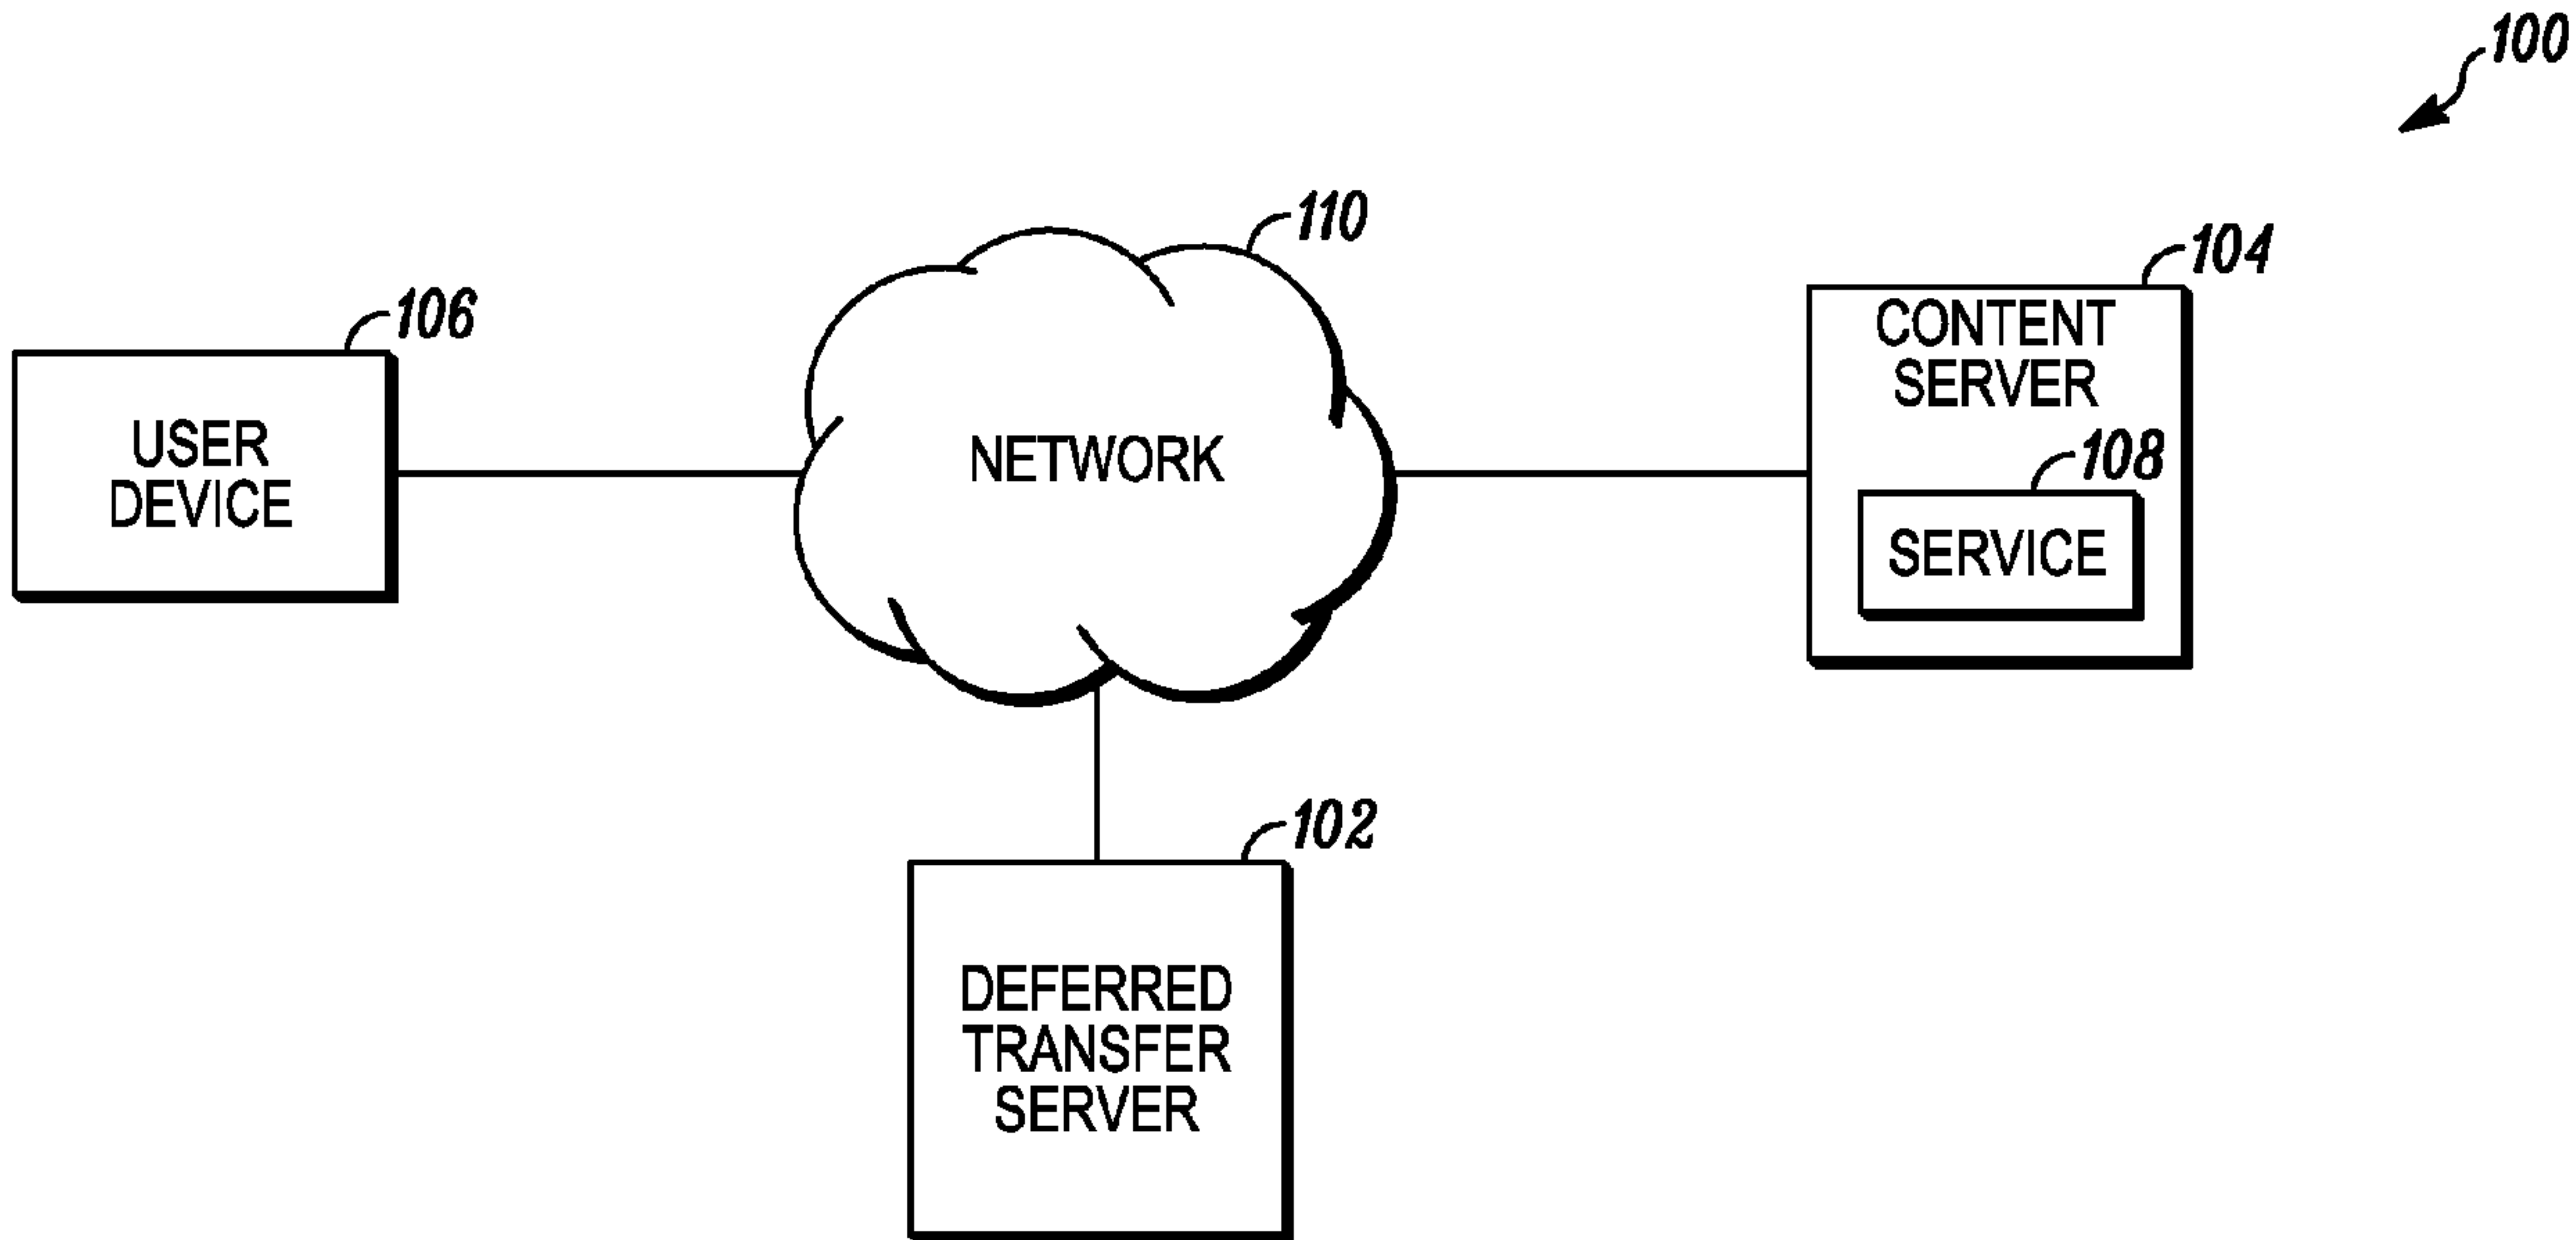 100
110
104
CONTENT
SERVER
106
USER
DEVICE
NETWORK
108
SERVICE
102
DEFERRED
TRANSFER
SERVER